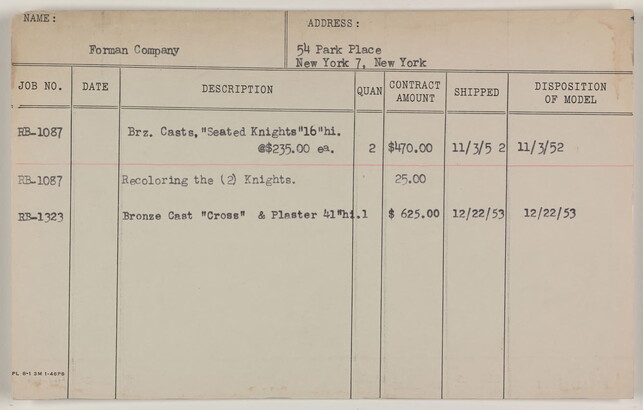 NAME:
ADDRESS:
Forman Company
54 Park Place
New York 7, New York
JOB NO. DATE DESCRIPTION QUAN CONTRACT AMOUNT SHIPPED DISPOSITION OF MODEL
RB-1087 Brz. Casts, "Seated Knights"16"hi.
@$235.00 ea. 2 $470.00 11/3/5 2 11/3/52
RB-1087 Recoloring the (2) Knights. 25.00
RB-1323 Bronze Cast "Cross" & Plaster 41"hi.1 $ 625.00 12/22/53 12/22/53